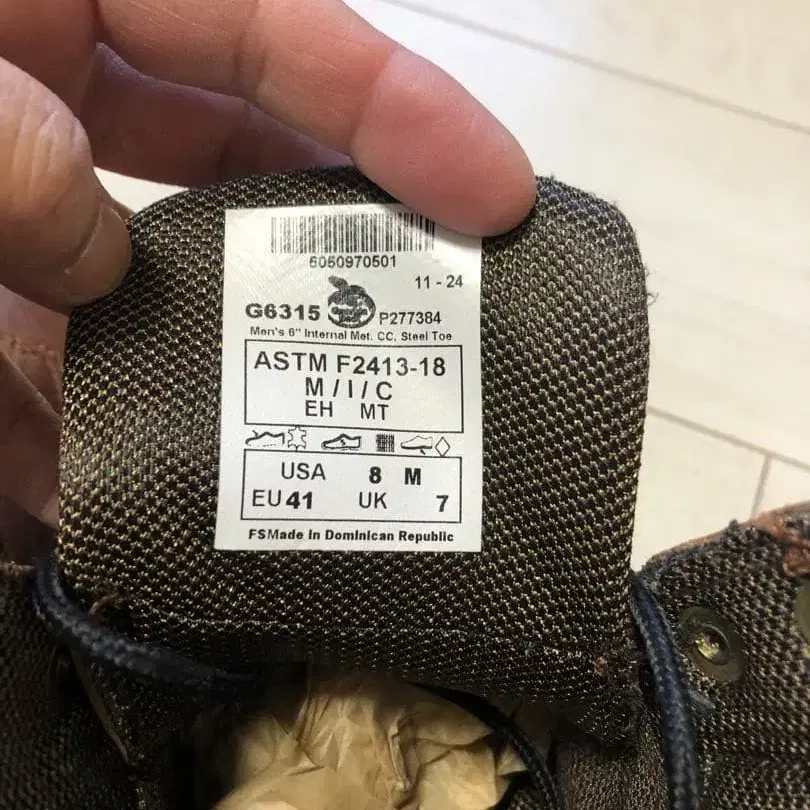 6050970501
11 - 24
G6315 P277384
Men's 6" Internal Met. CC. Steel Toe
ASTM F2413-18
M / I / C
EH MT
USA 8 M
EU 41 UK 7
FSMade in Dominican Republic